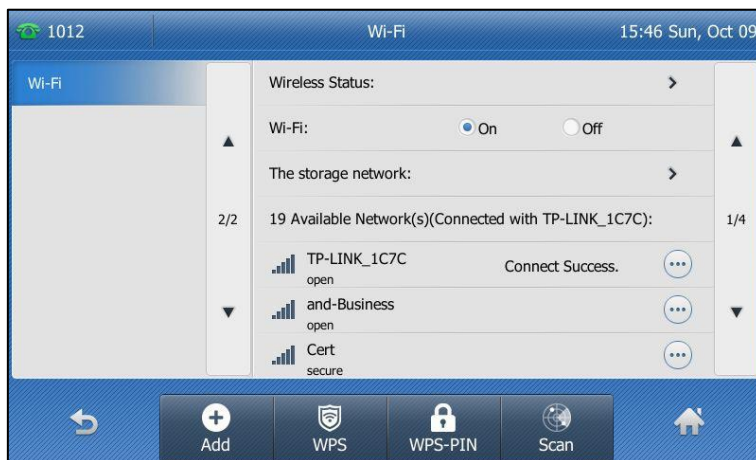 1012 Wi-Fi 15:46 Sun, Oct 09
Wi-Fi
2/2
Wireless Status:
Wi-Fi: On Off
The storage network:
19 Available Network(s)(Connected with TP-LINK_1C7C):
TP-LINK_1C7C Connect Success.
open
and-Business
open
Cert
secure
1/4
Add WPS WPS-PIN Scan